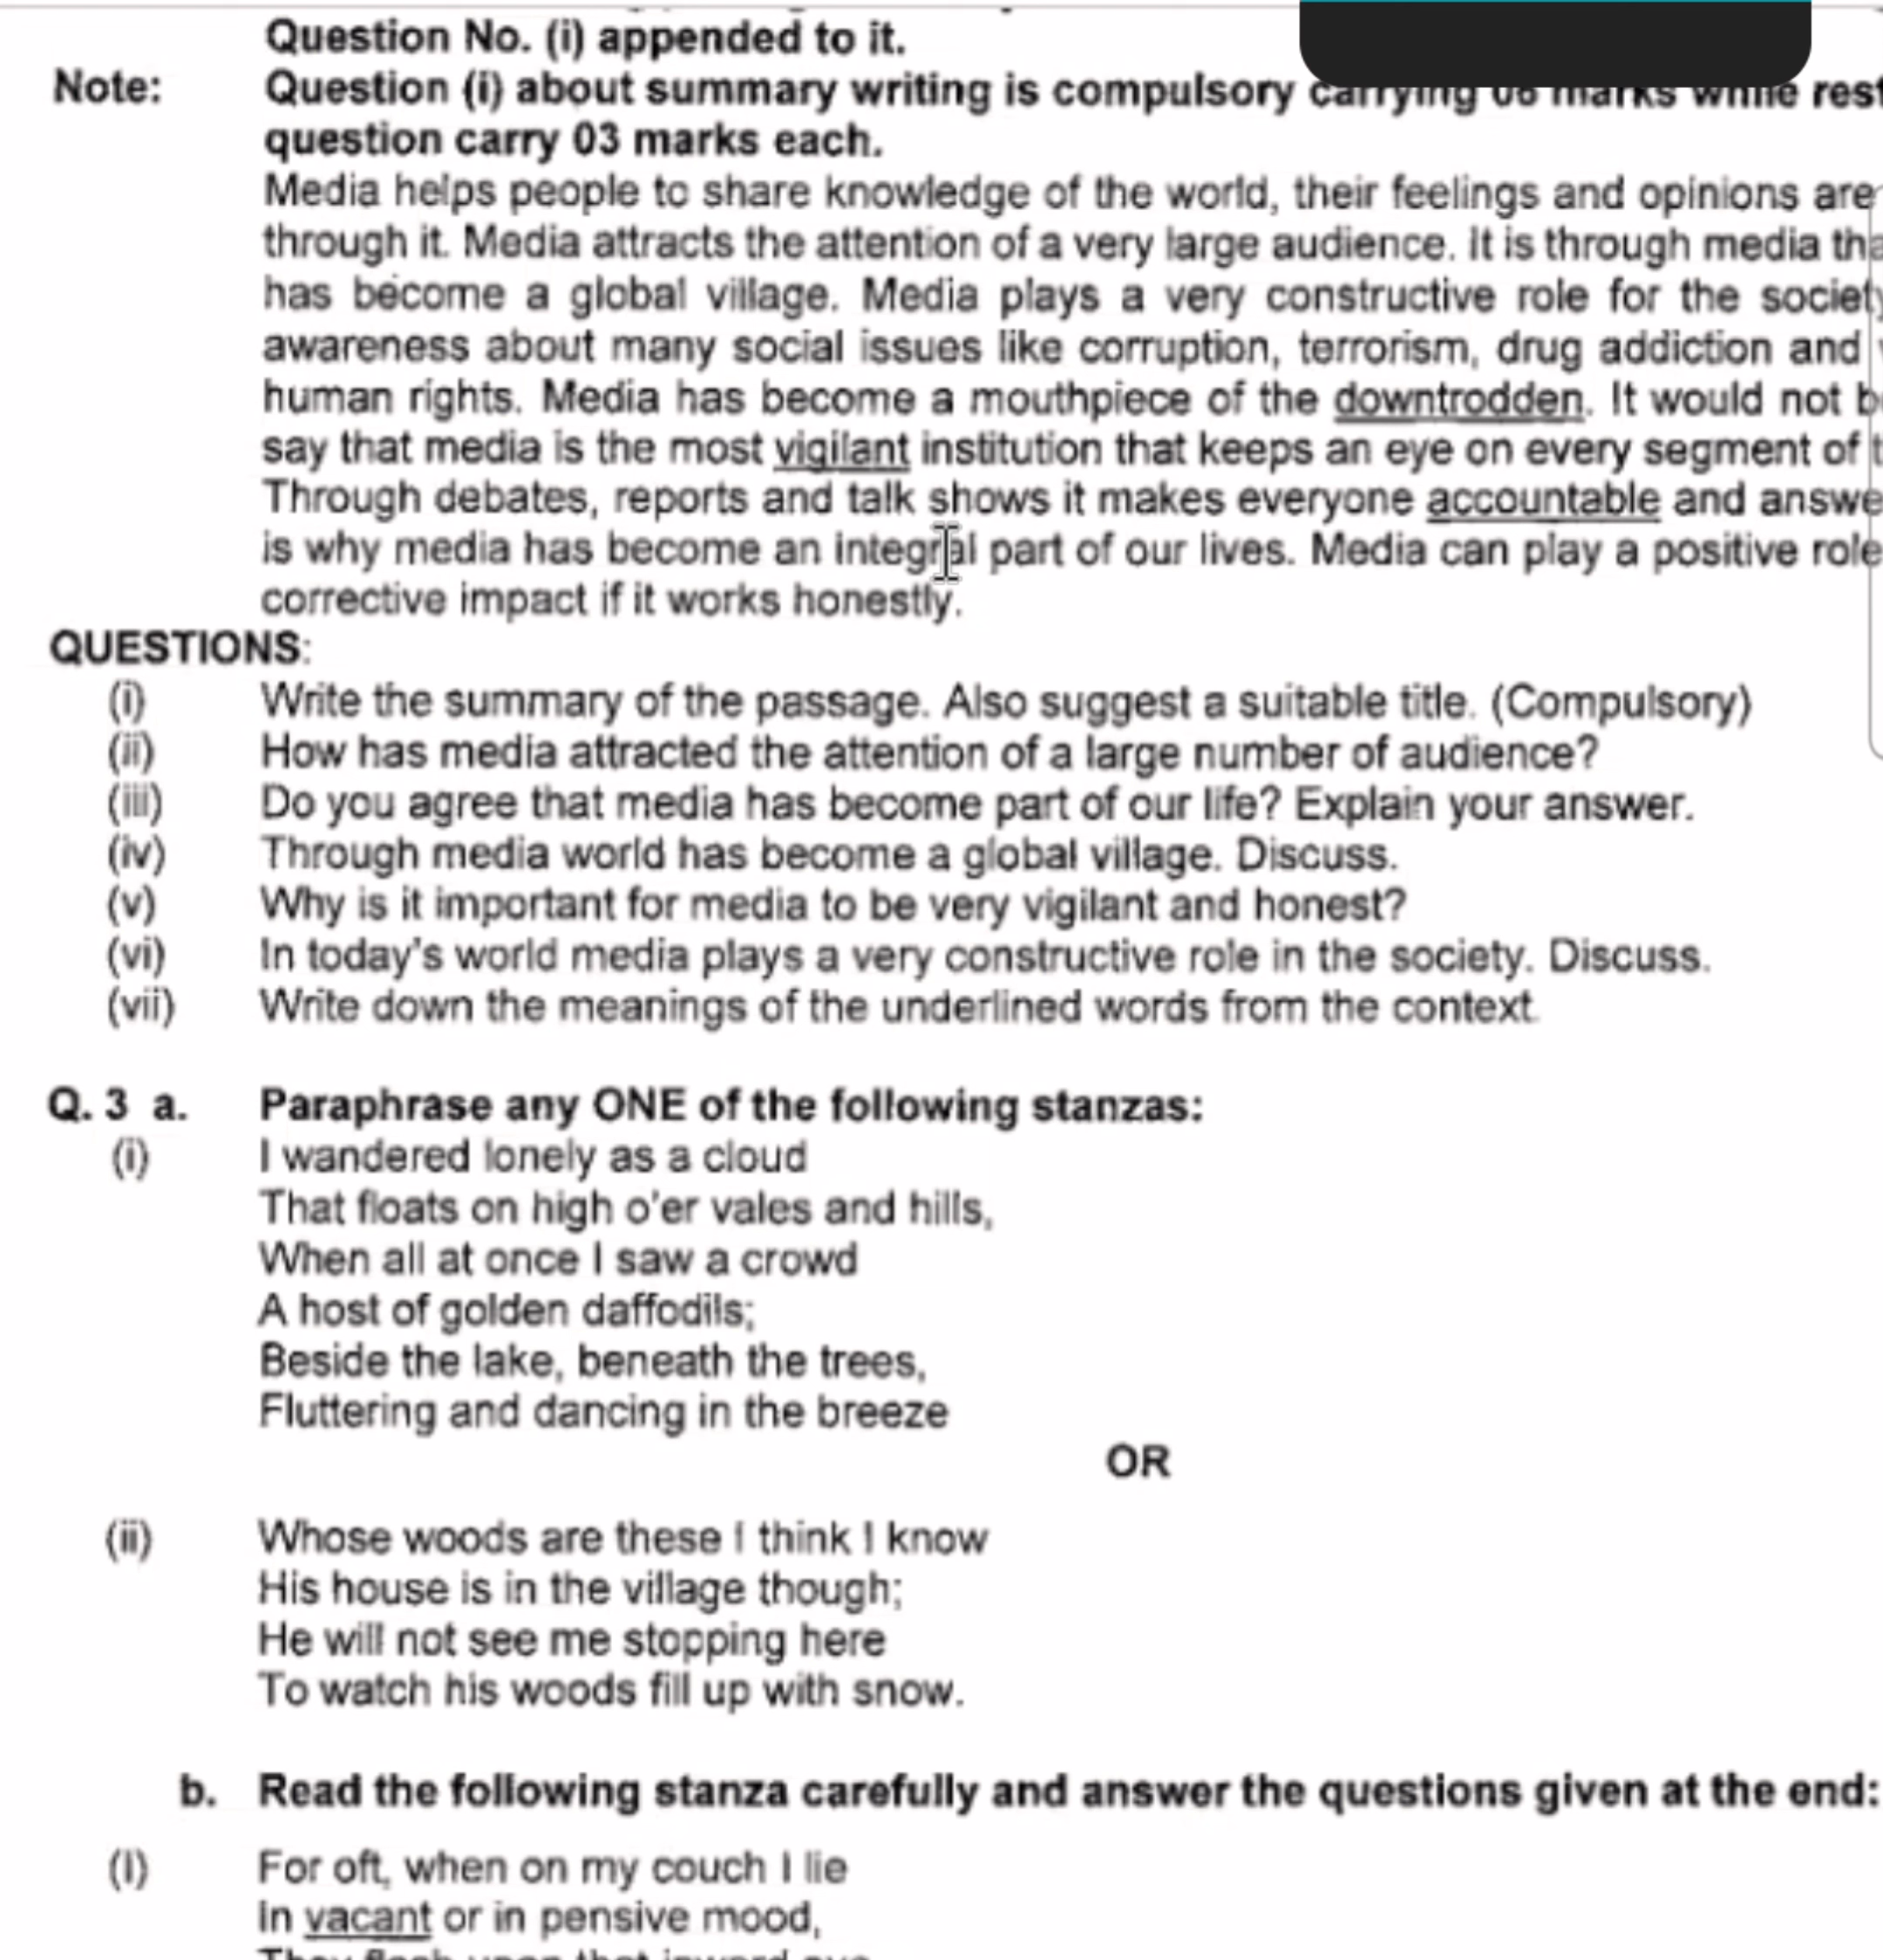 Question No. (i) appended to it.
Note: Question (i) about summary writing is compulsory carrying 06 marks while rest
question carry 03 marks each.
Media helps people to share knowledge of the world, their feelings and opinions are
through it. Media attracts the attention of a very large audience. It is through media tha
has become a global village. Media plays a very constructive role for the society
awareness about many social issues like corruption, terrorism, drug addiction and
human rights. Media has become a mouthpiece of the downtrodden. It would not b
say that media is the most vigilant institution that keeps an eye on every segment of t
Through debates, reports and talk shows it makes everyone accountable and answe
is why media has become an integral part of our lives. Media can play a positive role
corrective impact if it works honestly.
QUESTIONS:
(i) Write the summary of the passage. Also suggest a suitable title. (Compulsory)
(ii) How has media attracted the attention of a large number of audience?
(iii) Do you agree that media has become part of our life? Explain your answer.
(iv) Through media world has become a global village. Discuss.
(v) Why is it important for media to be very vigilant and honest?
(vi) In today's world media plays a very constructive role in the society. Discuss.
(vii) Write down the meanings of the underlined words from the context.
Q. 3 a. Paraphrase any ONE of the following stanzas:
(i) I wandered lonely as a cloud
That floats on high o'er vales and hills,
When all at once I saw a crowd
A host of golden daffodils;
Beside the lake, beneath the trees,
Fluttering and dancing in the breeze
OR
(ii) Whose woods are these I think I know
His house is in the village though;
He will not see me stopping here
To watch his woods fill up with snow.
b. Read the following stanza carefully and answer the questions given at the end:
(I) For oft, when on my couch I lie
In vacant or in pensive mood,
They flash upon that inward eye